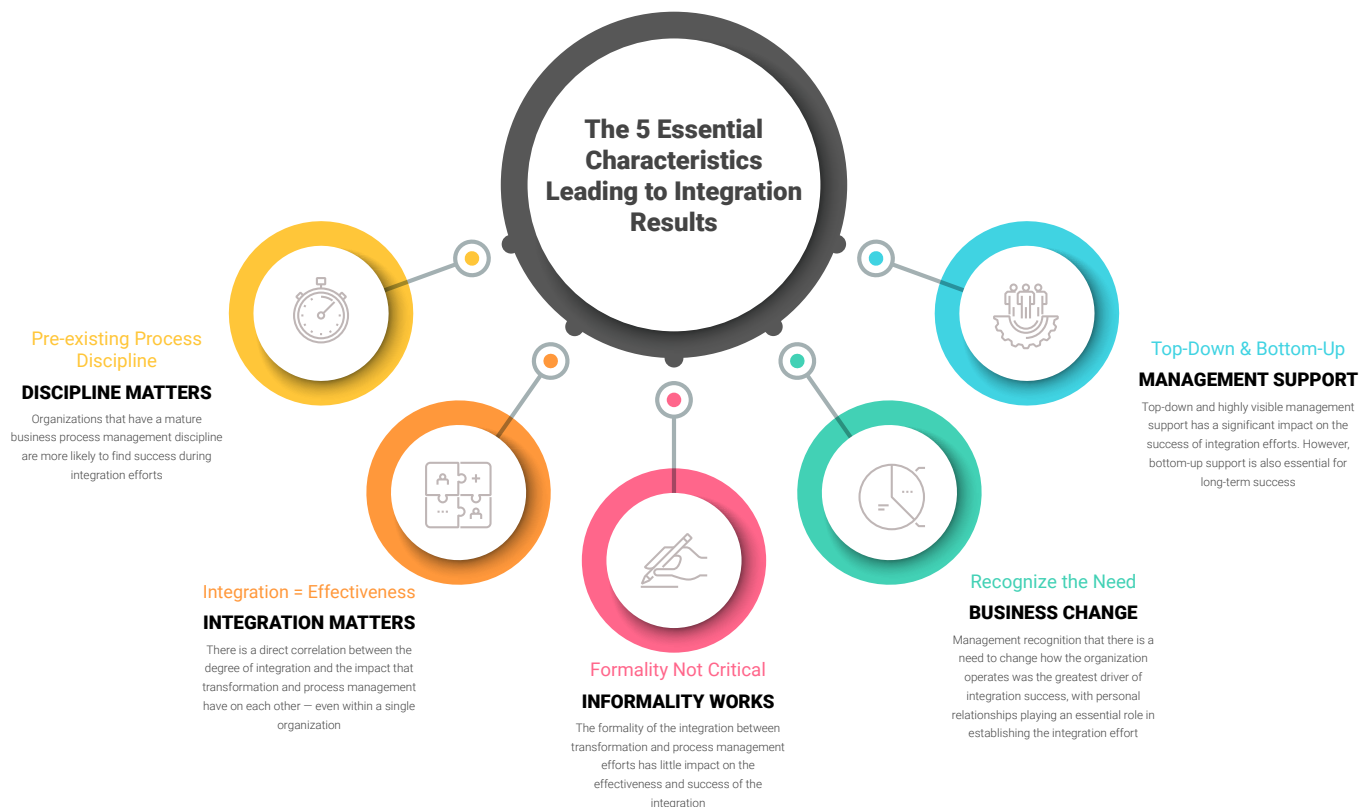 The 5 Essential
Characteristics
Leading to Integration
Results
Pre-existing Process
Discipline
DISCIPLINE MATTERS
Organizations that have a mature
business process management discipline
are more likely to find success during
integration efforts
Integration = Effectiveness
INTEGRATION MATTERS
There is a direct correlation between the
degree of integration and the impact that
transformation and process management
have on each other — even within a single
organization
Formality Not Critical
INFORMALITY WORKS
The formality of the integration between
transformation and process management
efforts has little impact on the
effectiveness and success of the
integration
Recognize the Need
BUSINESS CHANGE
Management recognition that there is a
need to change how the organization
operates was the greatest driver of
integration success, with personal
relationships playing an essential role in
establishing the integration effort
Top-Down & Bottom-Up
MANAGEMENT SUPPORT
Top-down and highly visible management
support has a significant impact on the
success of integration efforts. However,
bottom-up support is also essential for
long-term success